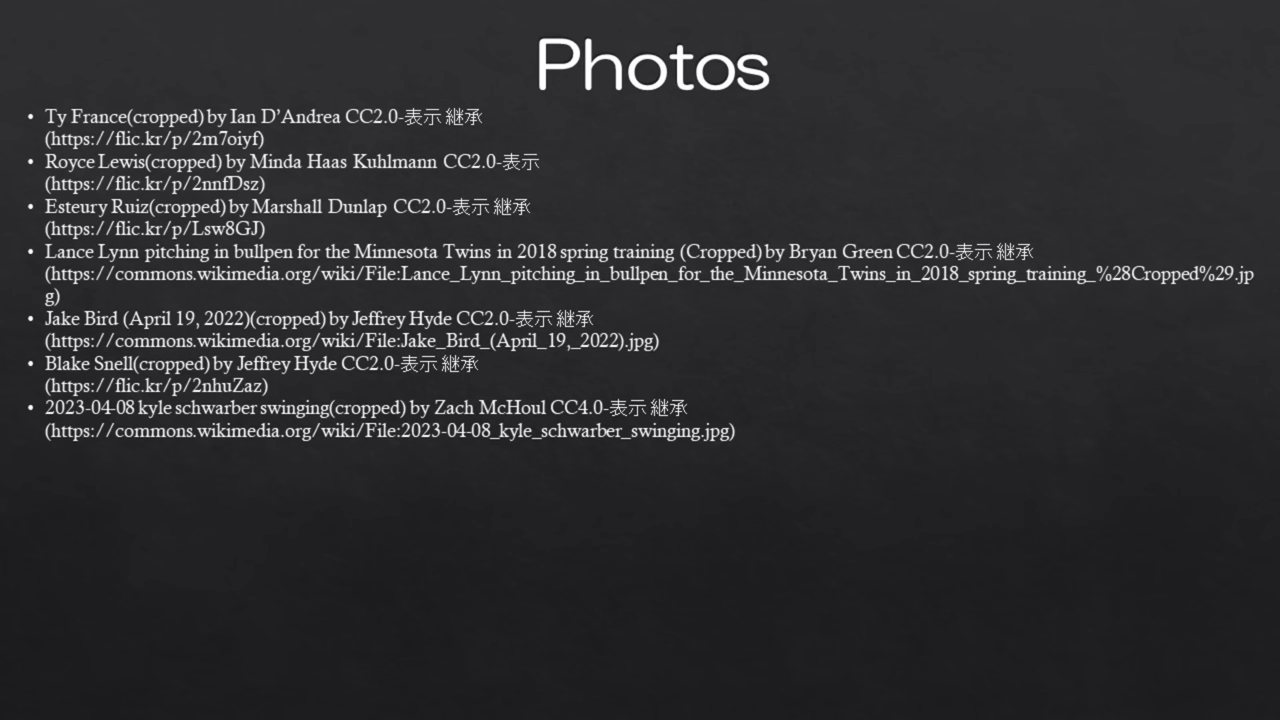 Photos
• Ty France(cropped) by Ian D’Andrea CC2.0-表示 継承
(https://flic.kr/p/2m7oiyf)
• Royce Lewis(cropped) by Minda Haas Kuhlmann CC2.0-表示
(https://flic.kr/p/2nnfDsz)
• Esteury Ruiz(cropped) by Marshall Dunlap CC2.0-表示 継承
(https://flic.kr/p/Lsw8GJ)
• Lance Lynn pitching in bullpen for the Minnesota Twins in 2018 spring training (Cropped) by Bryan Green CC2.0-表示 継承
(https://commons.wikimedia.org/wiki/File:Lance_Lynn_pitching_in_bullpen_for_the_Minnesota_Twins_in_2018_spring_training_%28Cropped%29.jp
g)
• Jake Bird (April 19, 2022)(cropped) by Jeffrey Hyde CC2.0-表示 継承
(https://commons.wikimedia.org/wiki/File:Jake_Bird_(April_19,_2022).jpg)
• Blake Snell(cropped) by Jeffrey Hyde CC2.0-表示 継承
(https://flic.kr/p/2nhuZaz)
• 2023-04-08 kyle schwarber swinging(cropped) by Zach McHoul CC4.0-表示 継承
(https://commons.wikimedia.org/wiki/File:2023-04-08_kyle_schwarber_swinging.jpg)